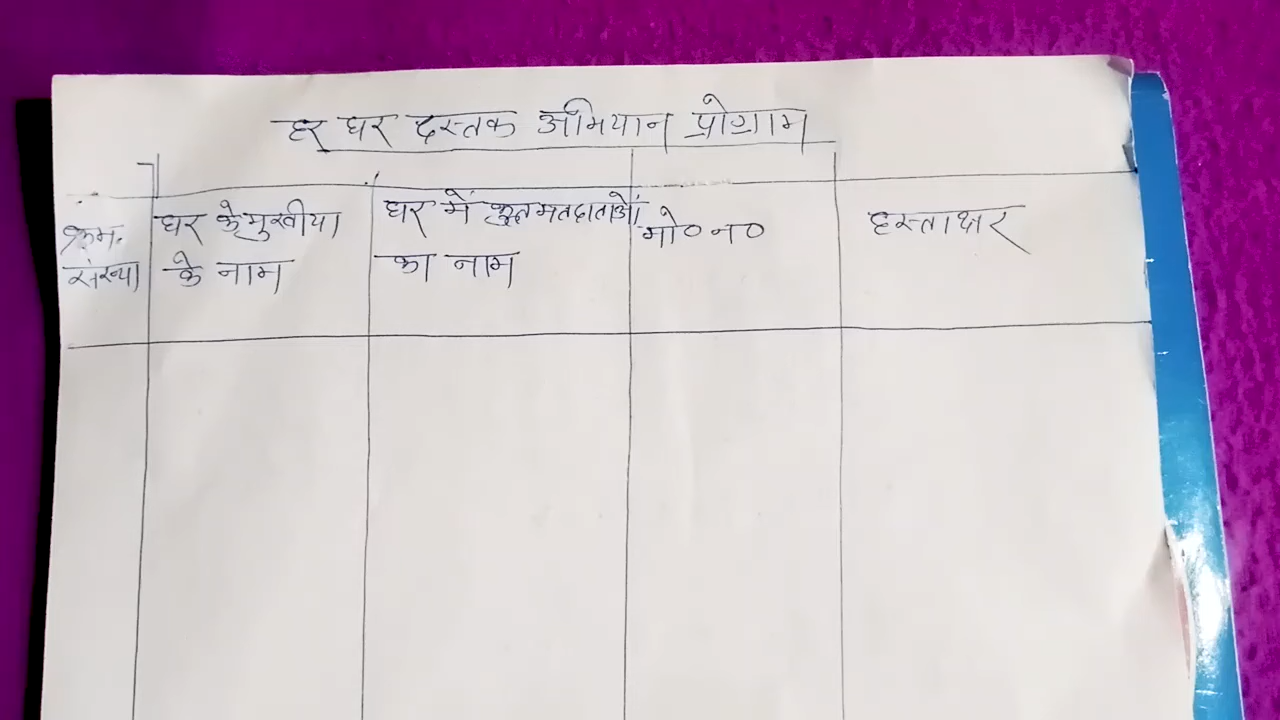 हर घर दस्तक अभियान प्रोग्राम
क्रम.
संख्या
घर के मुखीया
के नाम
घर में कुल मतदाताओं
का नाम
मो० न०
हस्ताक्षर